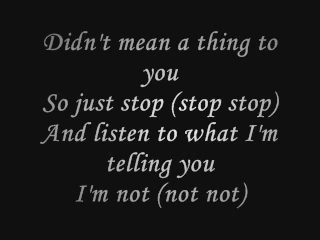 Didn't mean a thing to
you
So just stop (stop stop)
And listen to what I'm
telling you
I'm not (not not)